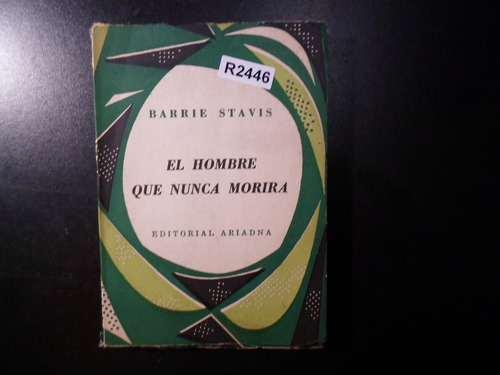 R2446
BARRIE STAVIS
EL HOMBRE
QUE NUNCA MORIRA
EDITORIAL ARIADNA